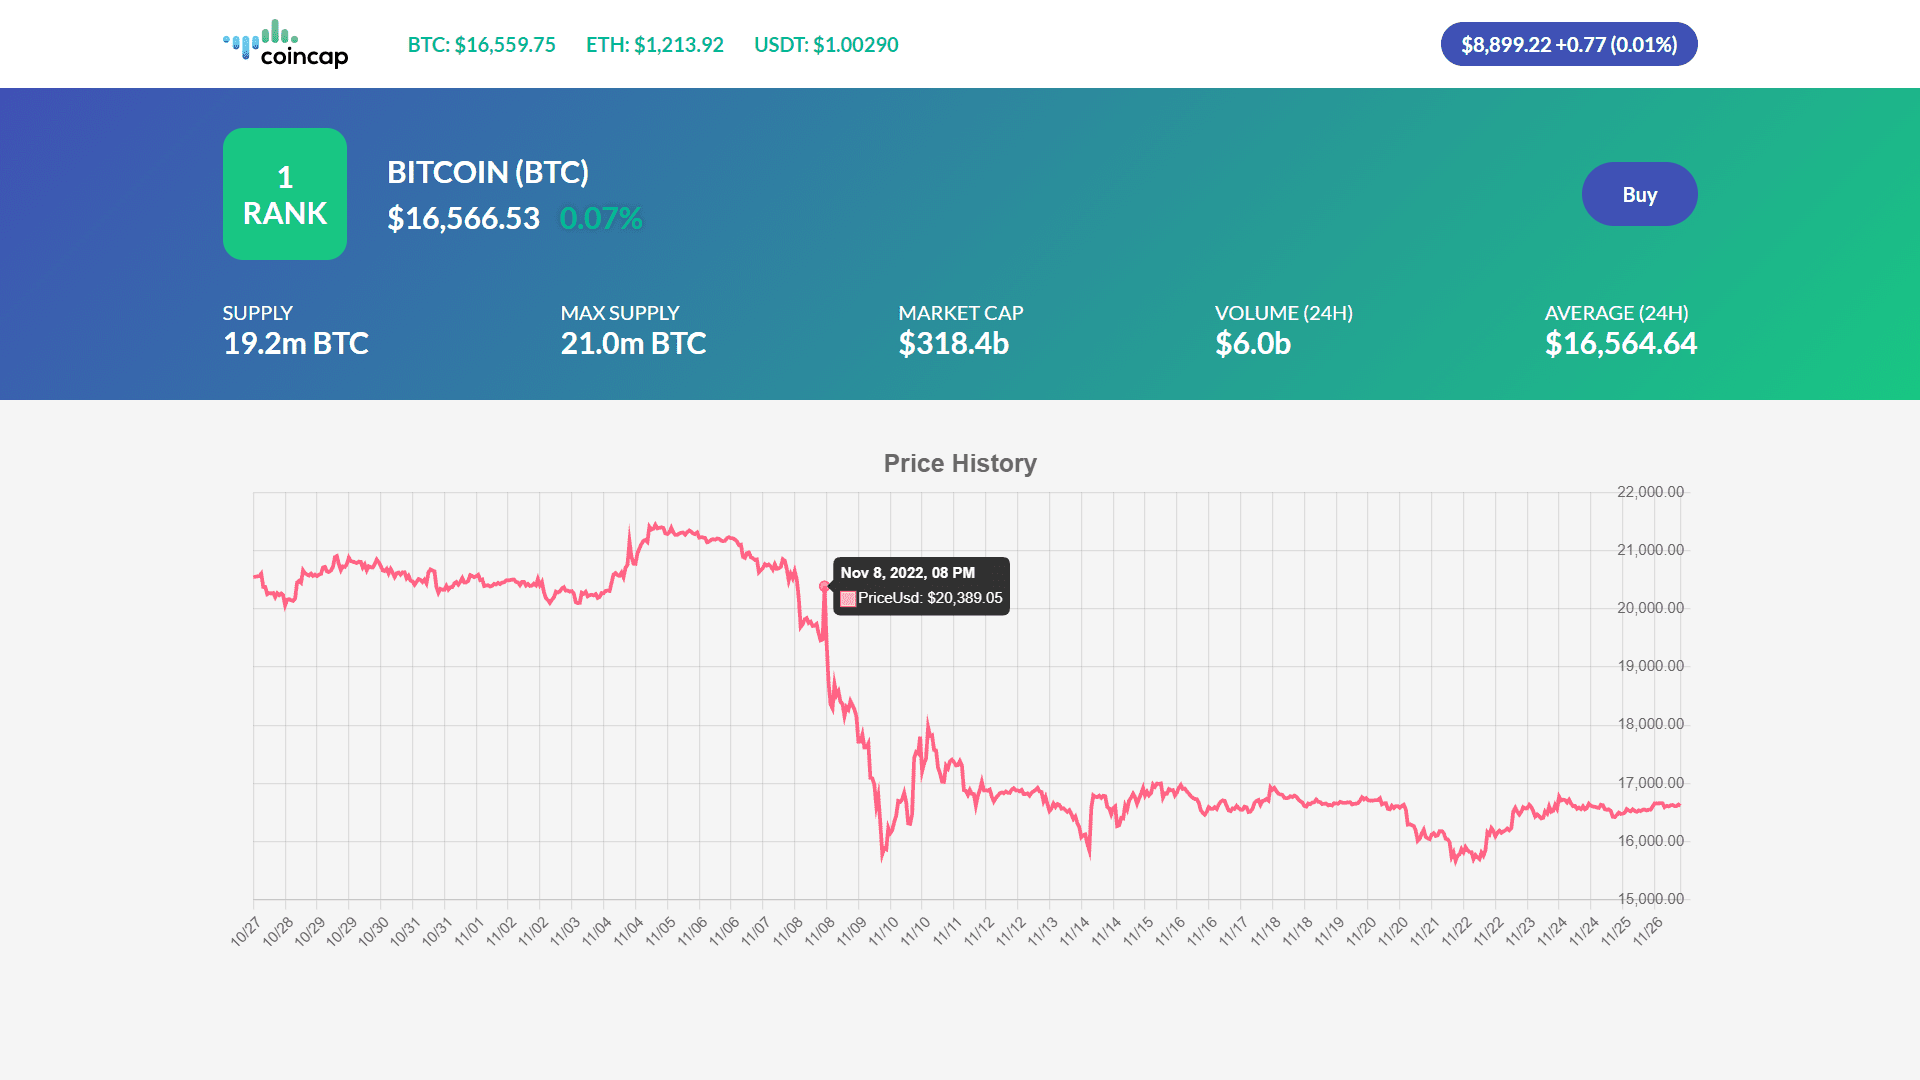 coincap
BTC: $16,559.75 ETH: $1,213.92 USDT: $1.00290
$8,899.22 +0.77 (0.01%)
1
RANK
BITCOIN (BTC)
$16,566.53 0.07%
Buy
SUPPLY
19.2m BTC
MAX SUPPLY
21.0m BTC
MARKET CAP
$318.4b
VOLUME (24H)
$6.0b
AVERAGE (24H)
$16,564.64
Price History
22,000.00
21,000.00
Nov 8, 2022, 08 PM
PriceUsd: $20,389.05
20,000.00
19,000.00
18,000.00
17,000.00
16,000.00
15,000.00
10/27 10/28 10/29 10/29 10/30 10/31 10/31 11/01 11/02 11/02 11/03 11/04 11/04 11/05 11/06 11/06 11/07 11/08 11/08 11/09 11/10 11/10 11/11 11/12 11/12 11/13 11/14 11/14 11/15 11/16 11/16 11/17 11/18 11/18 11/19 11/20 11/20 11/21 11/22 11/22 11/23 11/24 11/24 11/25 11/26